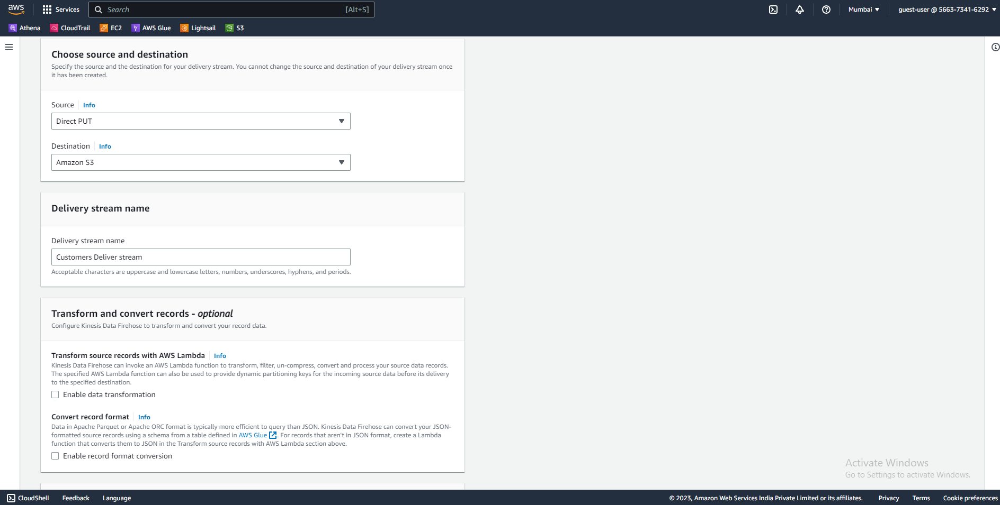 aws
Services
Search
[Alt+S]
Mumbai
guest-user @ 5663-7341-6292
Athena
CloudTrail
EC2
AWS Glue
Lightsail
S3
Choose source and destination
Specify the source and the destination for your delivery stream. You cannot change the source and destination of your delivery stream once
it has been created.
Source
Info
Direct PUT
Destination
Info
Amazon S3
Delivery stream name
Delivery stream name
Customers Deliver stream
Acceptable characters are uppercase and lowercase letters, numbers, underscores, hyphens, and periods.
Transform and convert records - optional
Configure Kinesis Data Firehose to transform and convert your record data.
Transform source records with AWS Lambda
Info
Kinesis Data Firehose can invoke an AWS Lambda function to transform, filter, un-compress, convert and process your source data records.
The specified AWS Lambda function can also be used to provide dynamic partitioning keys for the incoming source data before its delivery
to the specified destination.
Enable data transformation
Convert record format
Info
Data in Apache Parquet or Apache ORC format is typically more efficient to query than JSON. Kinesis Data Firehose can convert your JSON-
formatted source records using a schema from a table defined in AWS Glue. For records that aren't in JSON format, create a Lambda
function that converts them to JSON in the Transform source records with AWS Lambda section above.
Enable record format conversion
Activate Windows
Go to Settings to activate Windows.
CloudShell
Feedback
Language
© 2023, Amazon Web Services India Private Limited or its affiliates.
Privacy
Terms
Cookie preferences